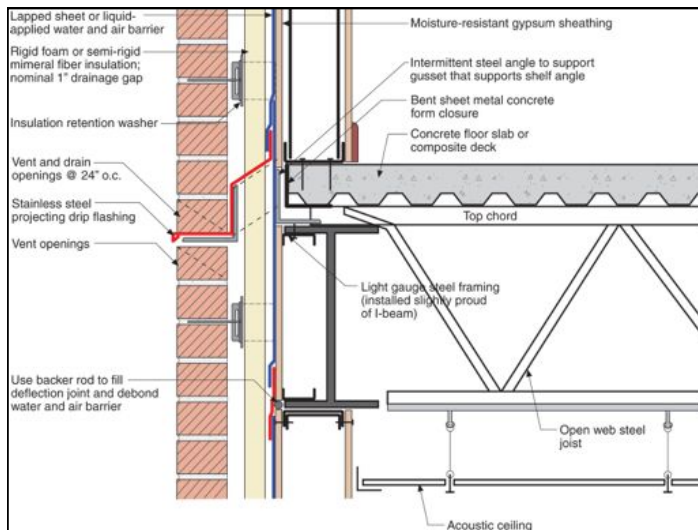 Lapped sheet or liquid-
applied water and air barrier
Rigid foam or semi-rigid
mimeral fiber insulation;
nominal 1" drainage gap
Insulation retention washer
Vent and drain
openings @ 24" o.c.
Stainless steel
projecting drip flashing
Vent openings
Use backer rod to fill
deflection joint and debond
water and air barrier
Moisture-resistant gypsum sheathing
Intermittent steel angle to support
gusset that supports shelf angle
Bent sheet metal concrete
form closure
Concrete floor slab or
composite deck
Top chord
Light gauge steel framing
(installed slightly proud
of I-beam)
Open web steel
joist
Acoustic ceiling